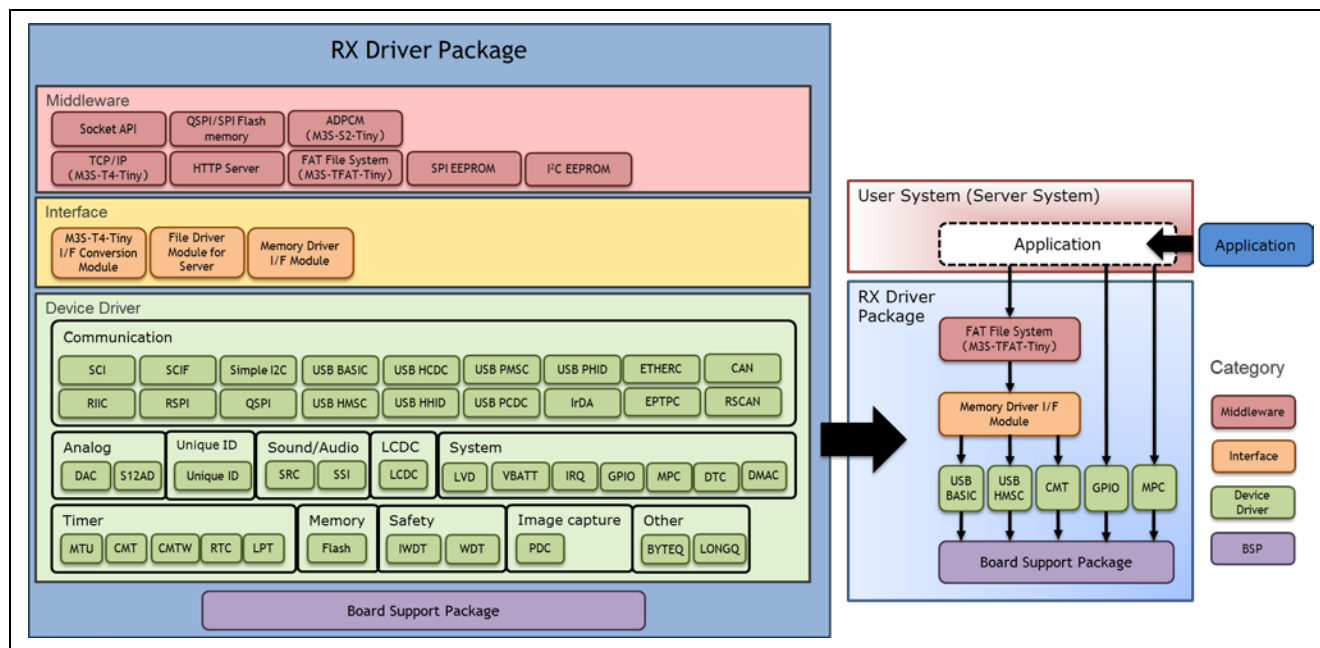 RX Driver Package
Middleware
Socket API
QSPI/SPI Flash
memory
ADPCM
(M3S-S2-Tiny)
TCP/IP
(M3S-T4-Tiny)
HTTP Server
FAT File System
(M3S-TFAT-Tiny)
SPI EEPROM
I²C EEPROM
Interface
M3S-T4-Tiny
I/F Conversion
Module
File Driver
Module for
Server
Memory Driver
I/F Module
Device Driver
Communication
SCI
SCIF
Simple I2C
USB BASIC
USB HCDC
USB PMSC
USB PHID
ETHERC
CAN
RIIC
RSPI
QSPI
USB HMSC
USB HHID
USB PCDC
IrDA
EPTPC
RSCAN
Analog
DAC
S12AD
Unique ID
Unique ID
Sound/Audio
SRC
SSI
LCDC
LCDC
System
LVD
VBATT
IRQ
GPIO
MPC
DTC
DMAC
Timer
MTU
CMT
CMTW
RTC
LPT
Memory
Flash
Safety
IWDT
WDT
Image capture
PDC
Other
BYTEQ
LONGQ
Board Support Package
User System (Server System)
Application
Application
RX Driver
Package
FAT File System
(M3S-TFAT-Tiny)
Memory Driver I/F
Module
USB
BASIC
USB
HMSC
CMT
GPIO
MPC
Board Support Package
Category
Middleware
Interface
Device
Driver
BSP